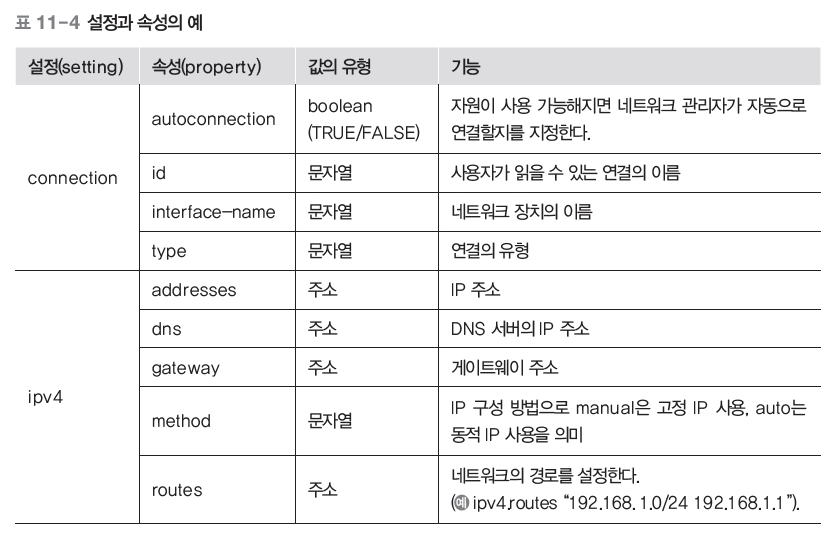 표 11-4 설정과 속성의 예
설정(setting) 속성(property) 값의 유형 기능
connection
autoconnection
boolean
(TRUE/FALSE)
자원이 사용 가능해지면 네트워크 관리자가 자동으로
연결할지를 지정한다.
id 문자열 사용자가 읽을 수 있는 연결의 이름
interface-name 문자열 네트워크 장치의 이름
type 문자열 연결의 유형
ipv4
addresses 주소 IP 주소
dns 주소 DNS 서버의 IP 주소
gateway 주소 게이트웨이 주소
method 문자열
IP 구성 방법으로 manual은 고정 IP 사용, auto는
동적 IP 사용을 의미
routes 주소
네트워크의 경로를 설정한다.
(예 ipv4.routes “192.168.1.0/24 192.168.1.1”).